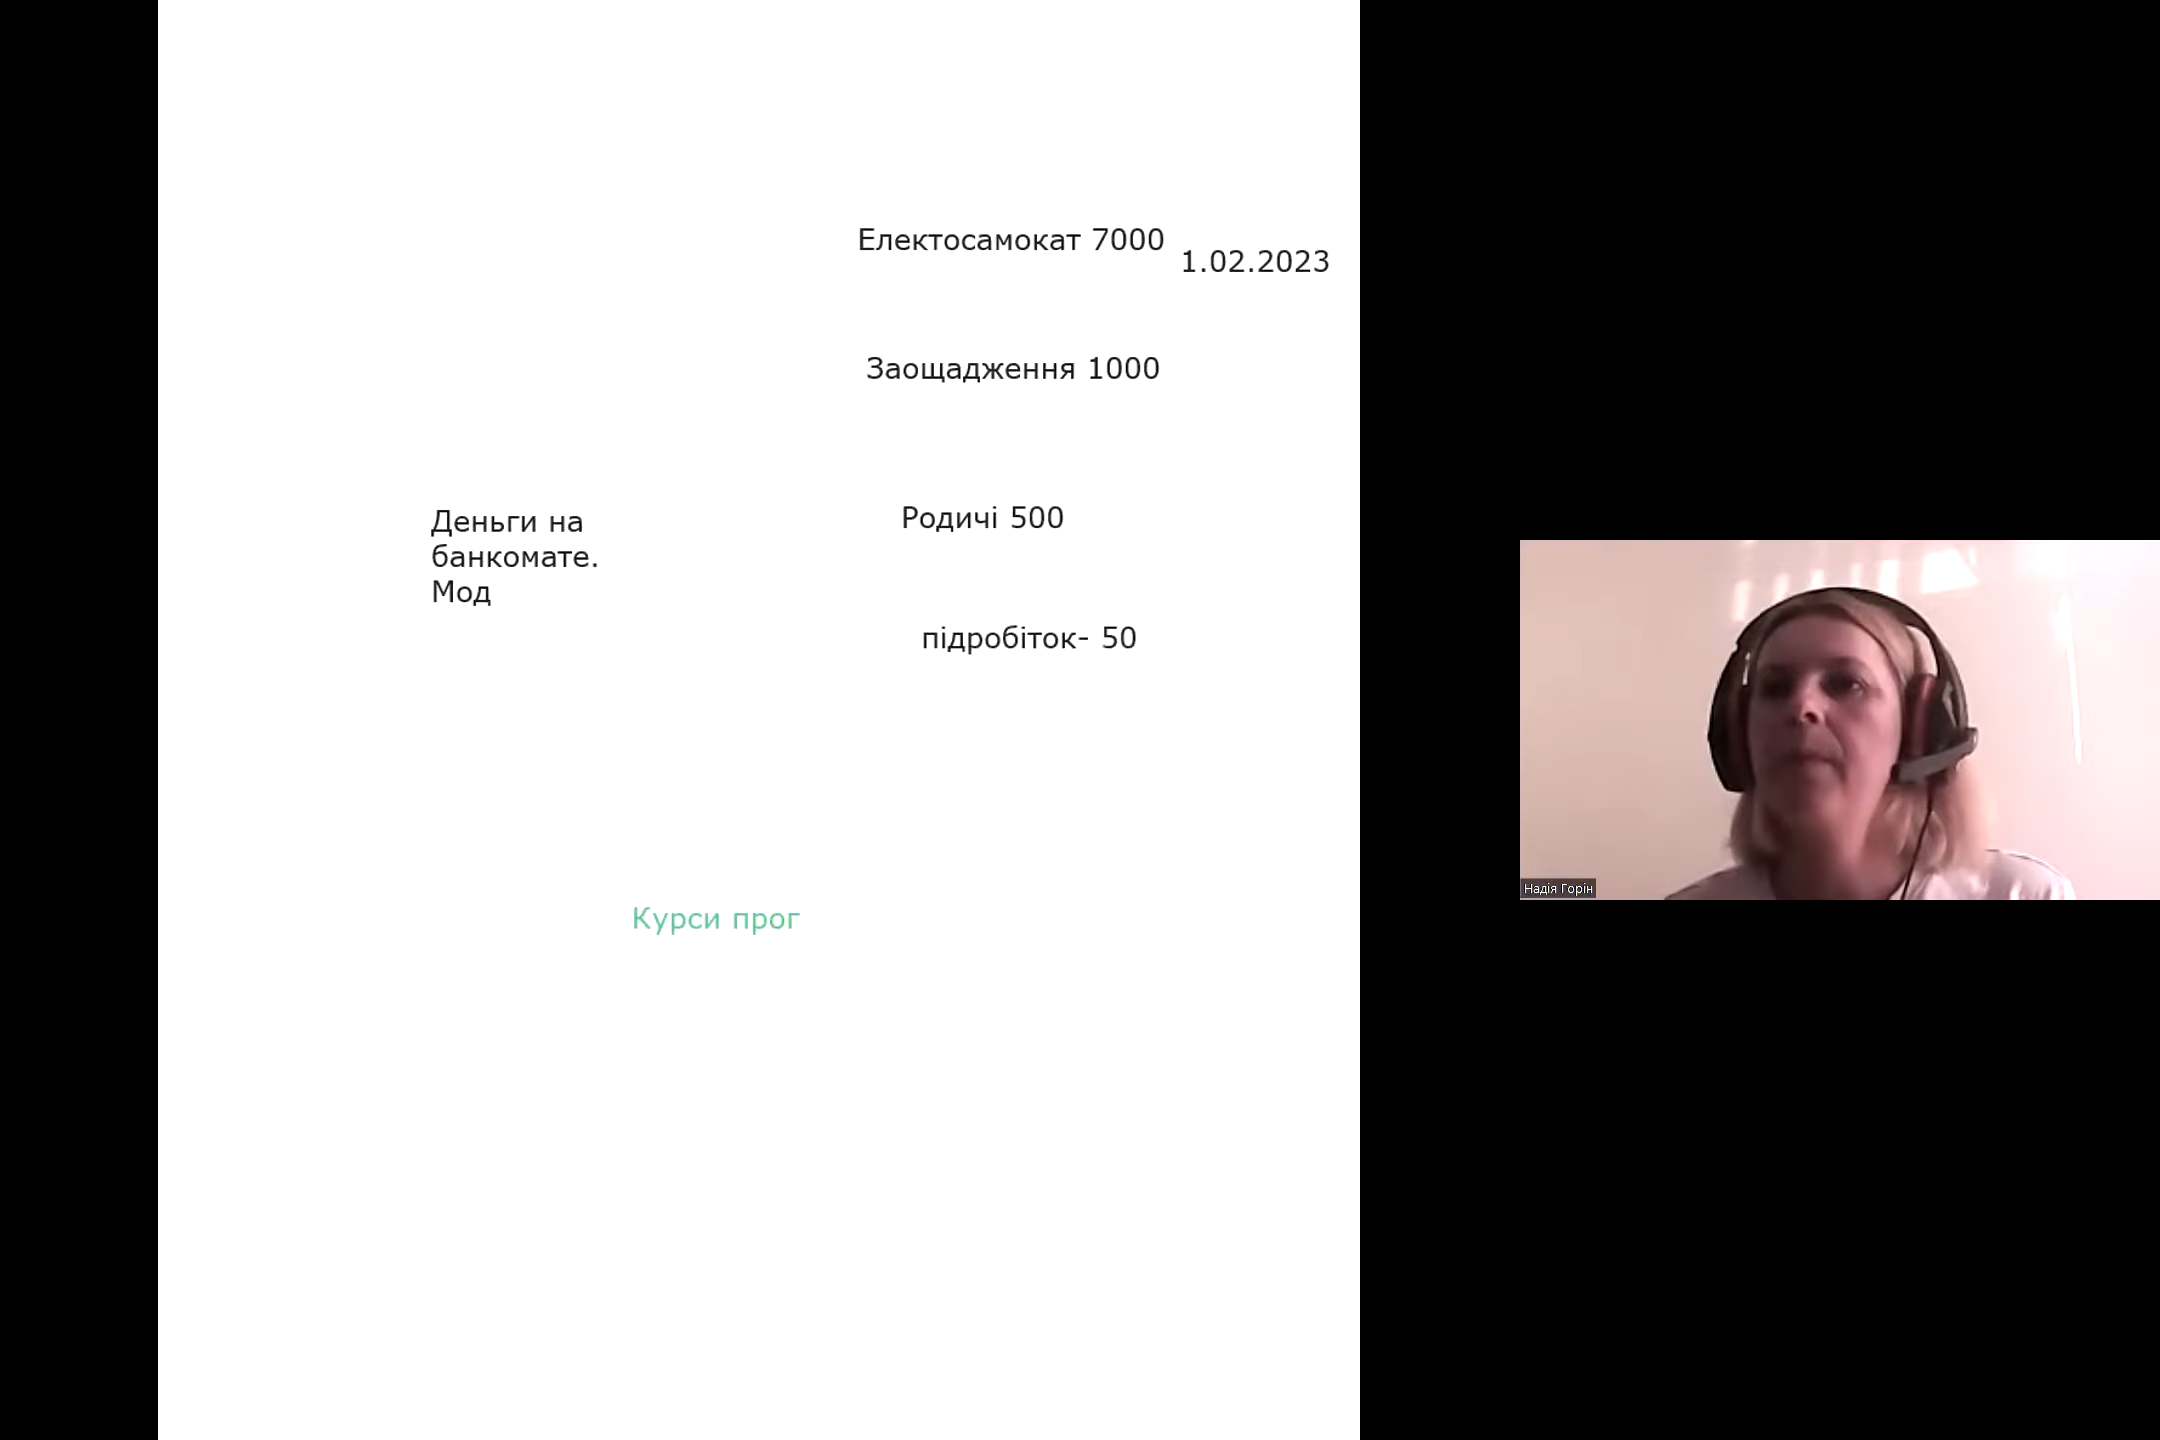 Електосамокат 7000
1.02.2023
Заощадження 1000
Родичі 500
Деньги на
банкомате.
Мод
підробіток- 50
Курси прог
Надія Горін